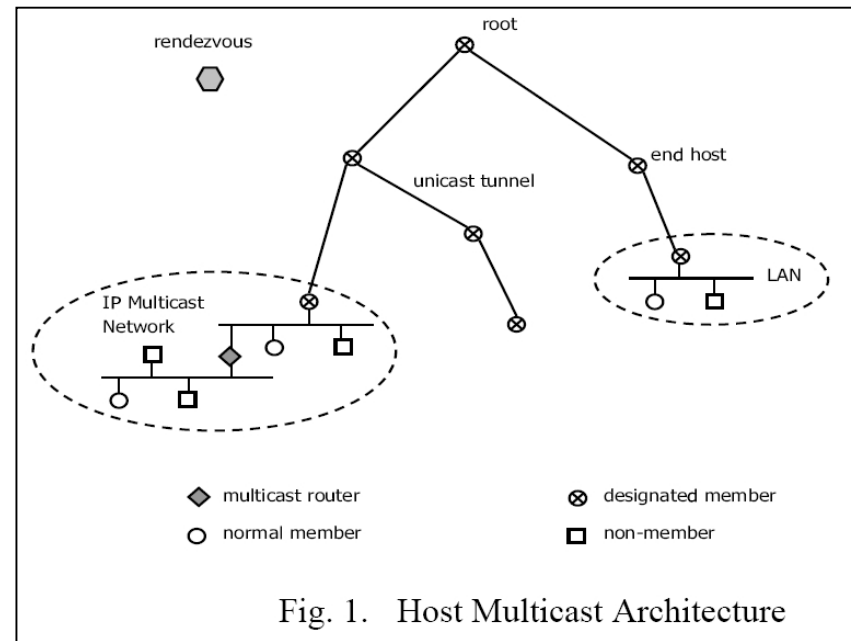 root
rendezvous
end host
unicast tunnel
LAN
IP Multicast
Network
multicast router
designated member
normal member
non-member
Fig. 1. Host Multicast Architecture